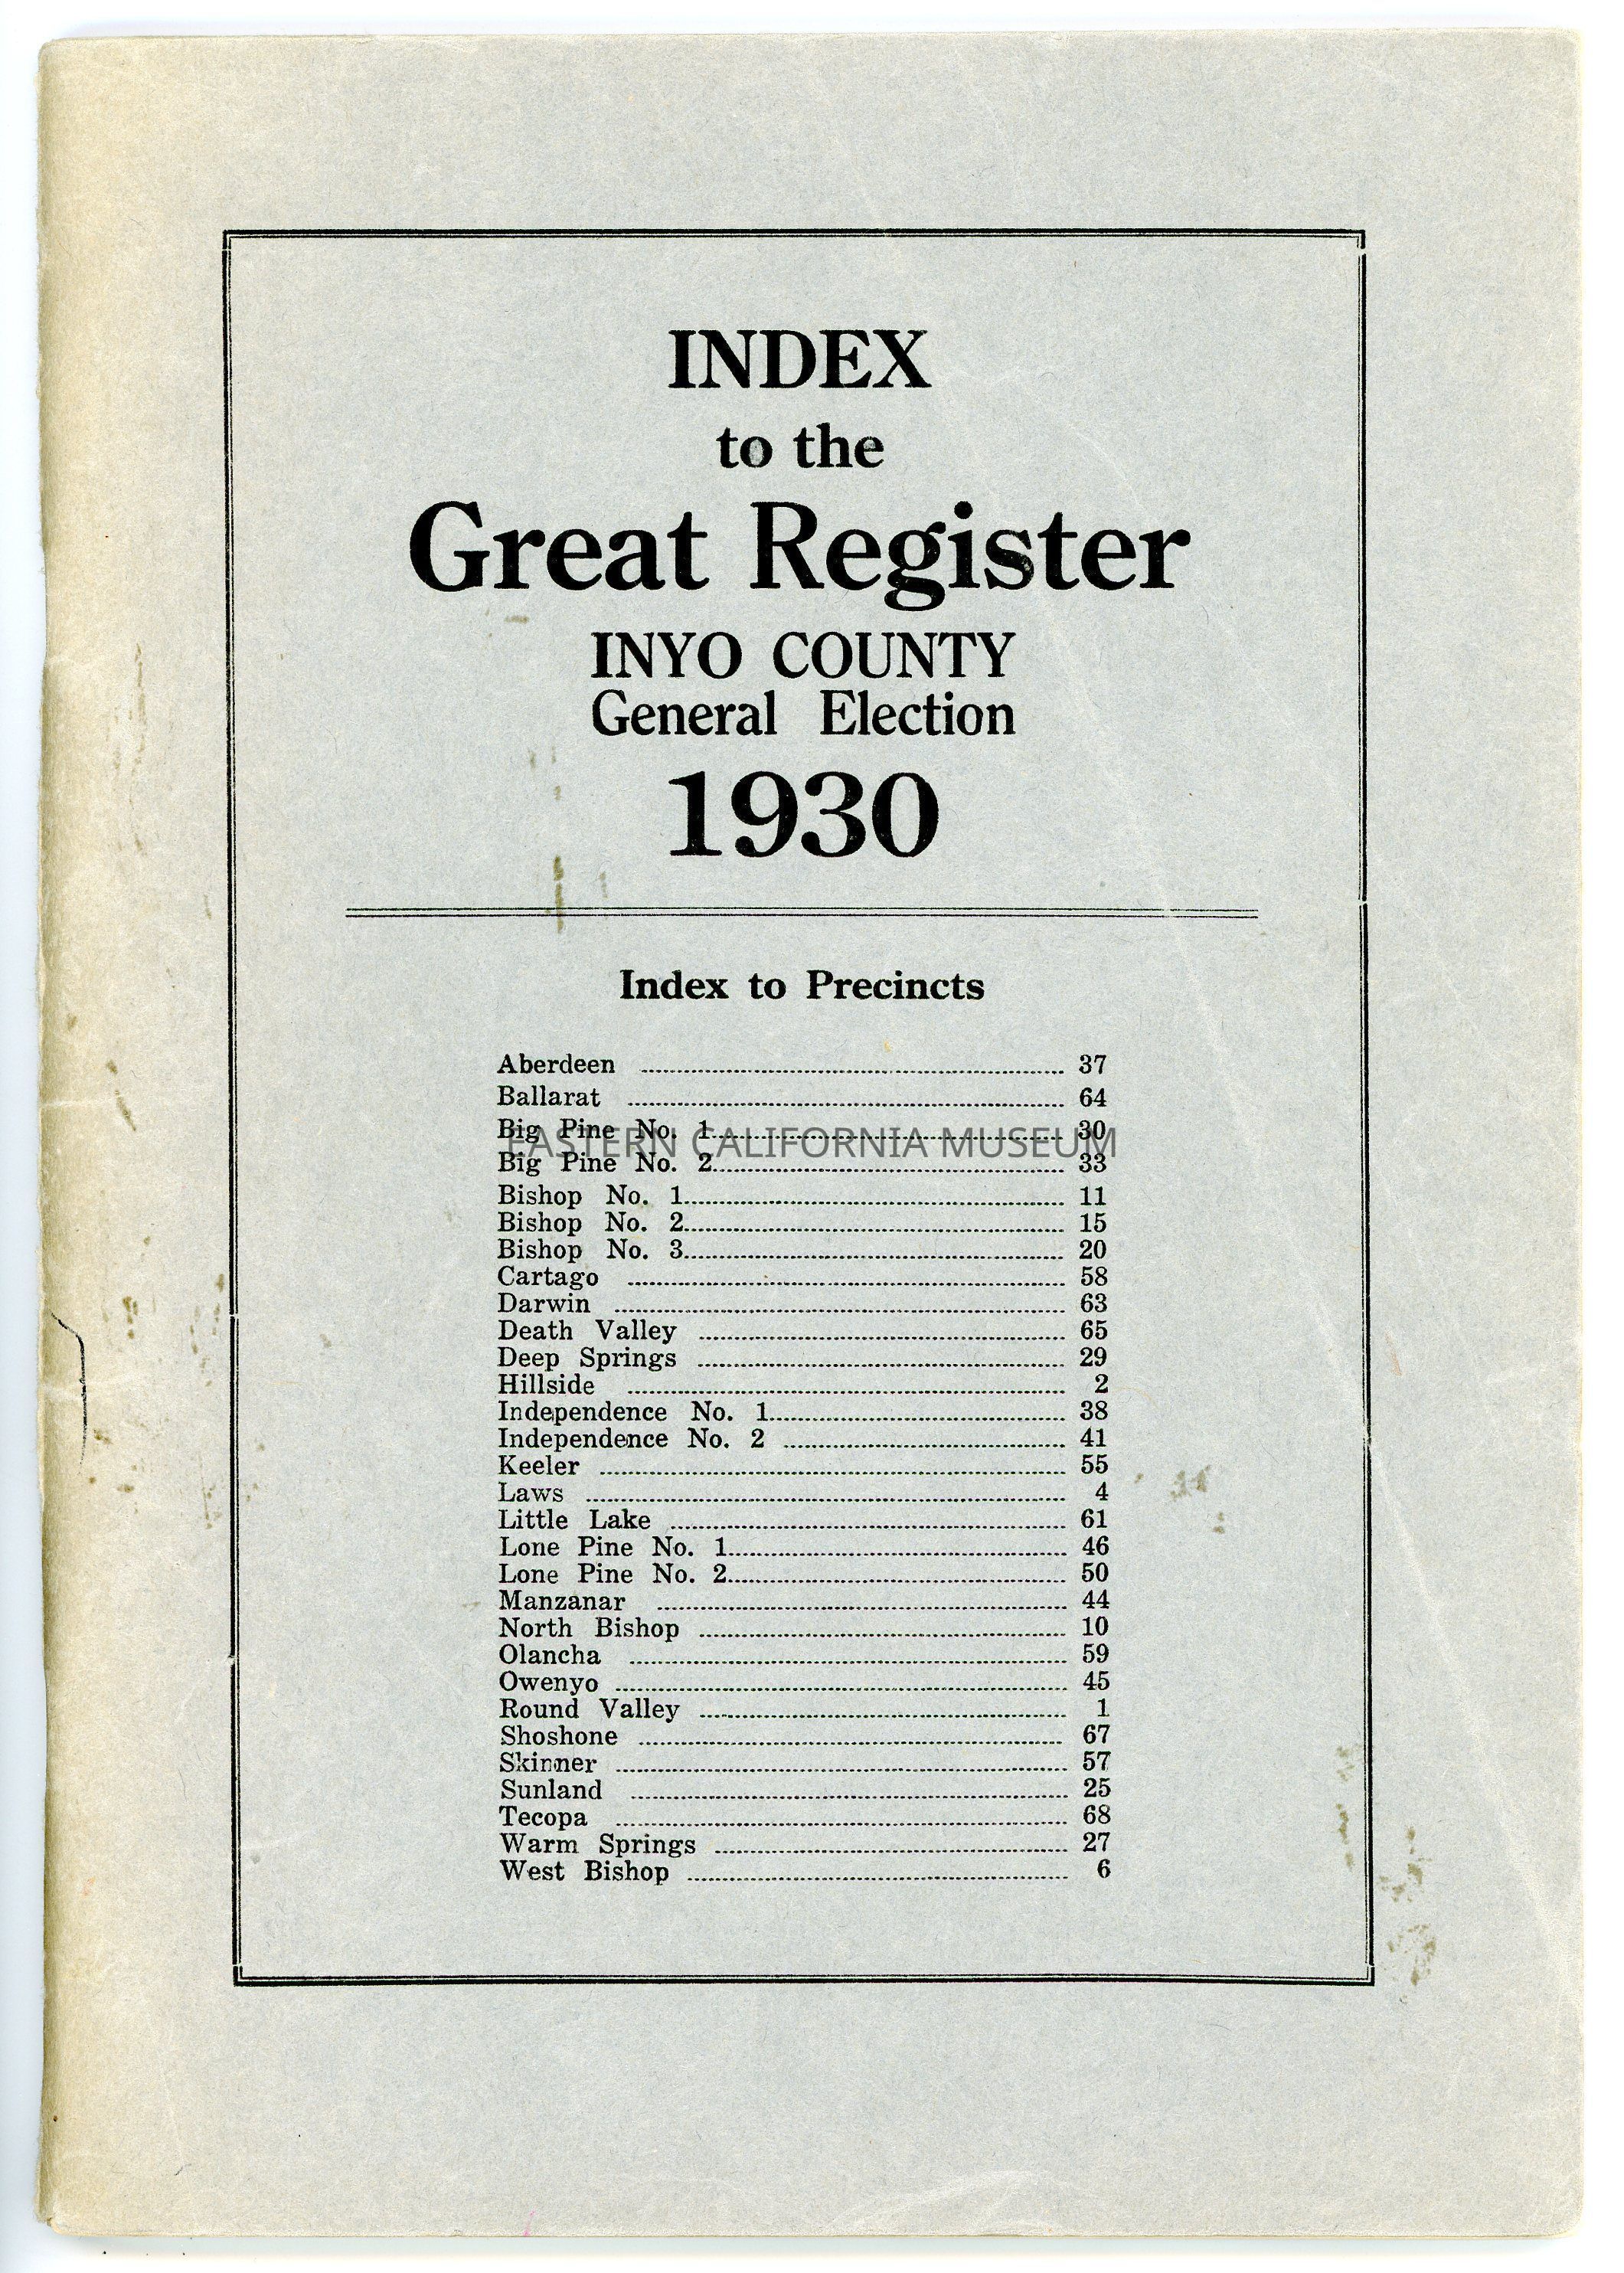 INDEX
to the
Great Register
INYO COUNTY
General Election
1930
Index to Precincts
Aberdeen ........ 37
Ballarat ........ 64
Big Pine No. 1 ........ 30
EASTERN CALIFORNIA MUSEUM
Big Pine No. 2 ........ 33
Bishop No. 1 ........ 11
Bishop No. 2 ........ 15
Bishop No. 3 ........ 20
Cartago ........ 58
Darwin ........ 63
Death Valley ........ 65
Deep Springs ........ 29
Hillside ........ 2
Independence No. 1 ........ 38
Independence No. 2 ........ 41
Keeler ........ 55
Laws ........ 4
Little Lake ........ 61
Lone Pine No. 1 ........ 46
Lone Pine No. 2 ........ 50
Manzanar ........ 44
North Bishop ........ 10
Olancha ........ 59
Owenyo ........ 45
Round Valley ........ 1
Shoshone ........ 67
Skinner ........ 57
Sunland ........ 25
Tecopa ........ 68
Warm Springs ........ 27
West Bishop ........ 6